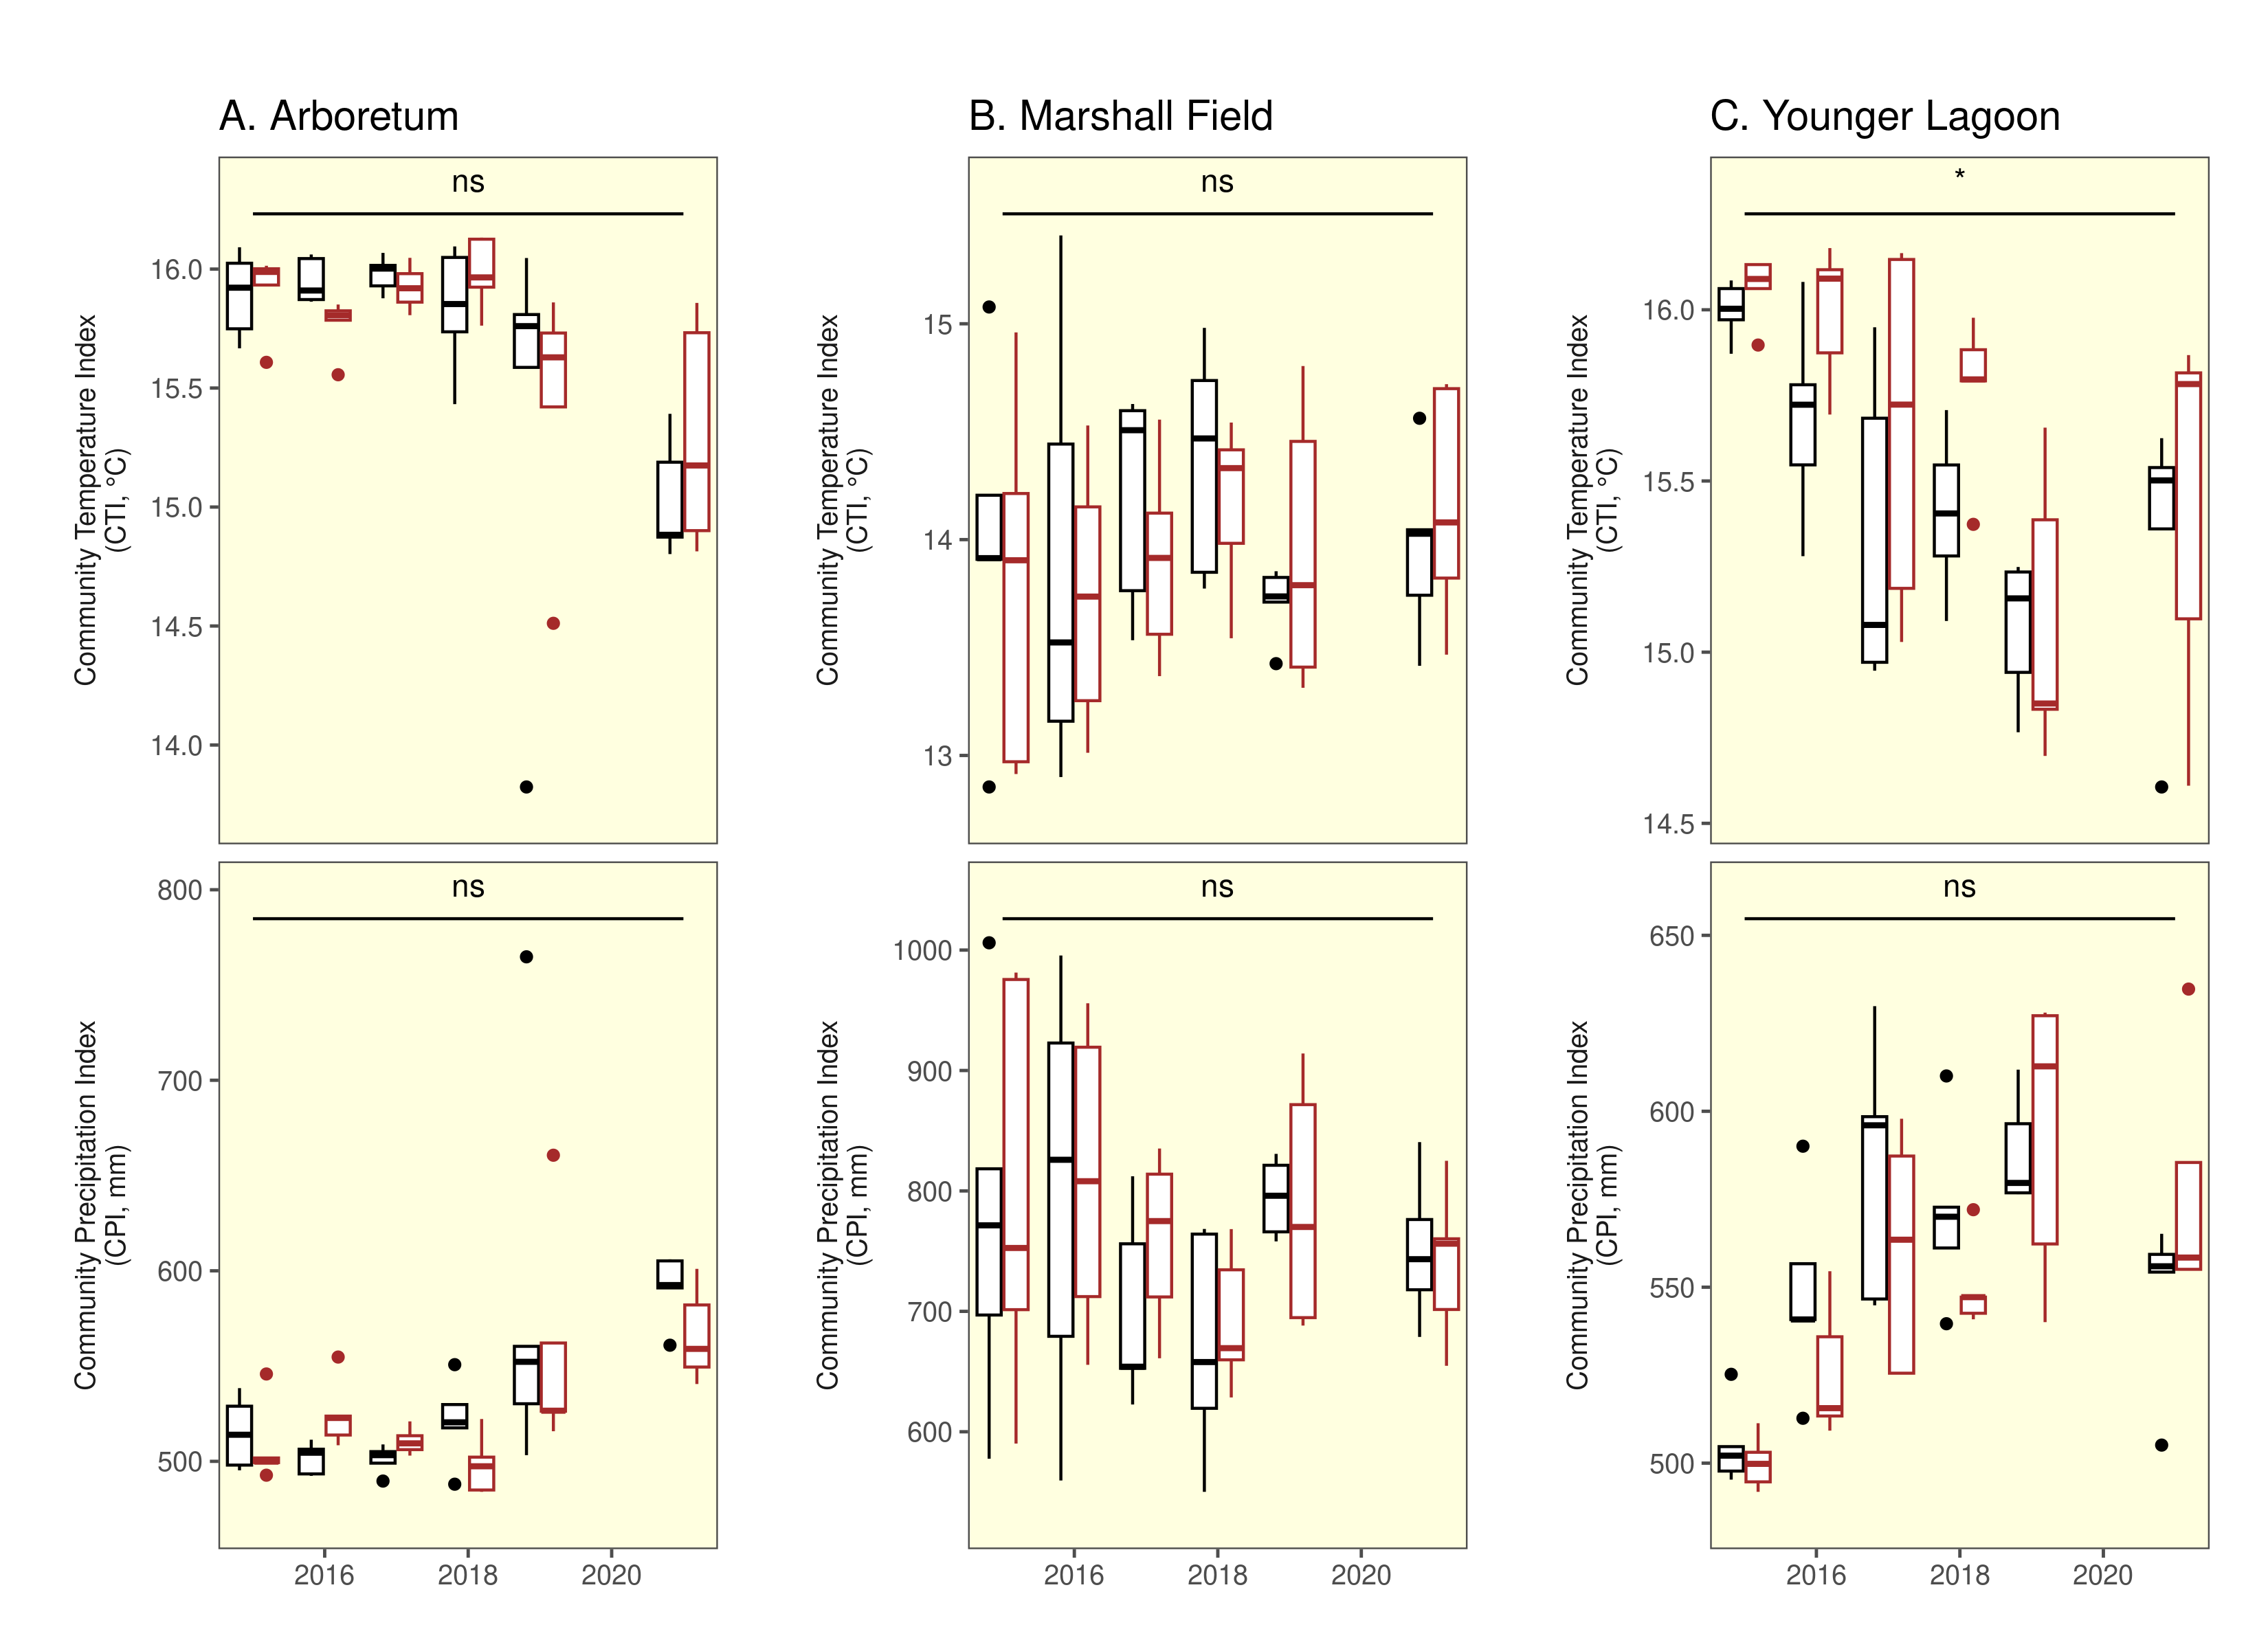 A. Arboretum
B. Marshall Field
C. Younger Lagoon
Community Temperature Index
(CTI, °C)
16.0
15.5
15.0
14.5
14.0
ns
Community Temperature Index
(CTI, °C)
15
14
13
ns
Community Temperature Index
(CTI, °C)
16.0
15.5
15.0
14.5
*
Community Precipitation Index
(CPI, mm)
800
700
600
500
ns
2016 2018 2020
Community Precipitation Index
(CPI, mm)
1000
900
800
700
600
ns
2016 2018 2020
Community Precipitation Index
(CPI, mm)
650
600
550
500
ns
2016 2018 2020